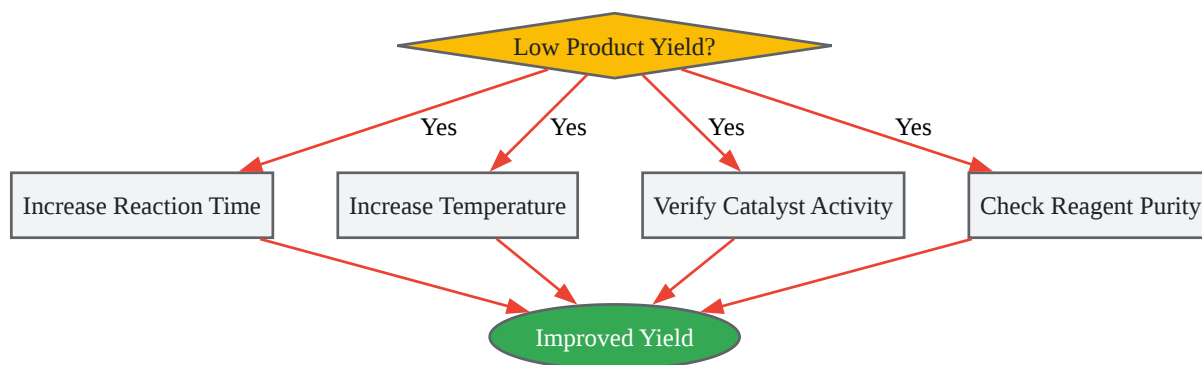 Low Product Yield?
Yes
Yes
Yes
Yes
Increase Reaction Time
Increase Temperature
Verify Catalyst Activity
Check Reagent Purity
Improved Yield